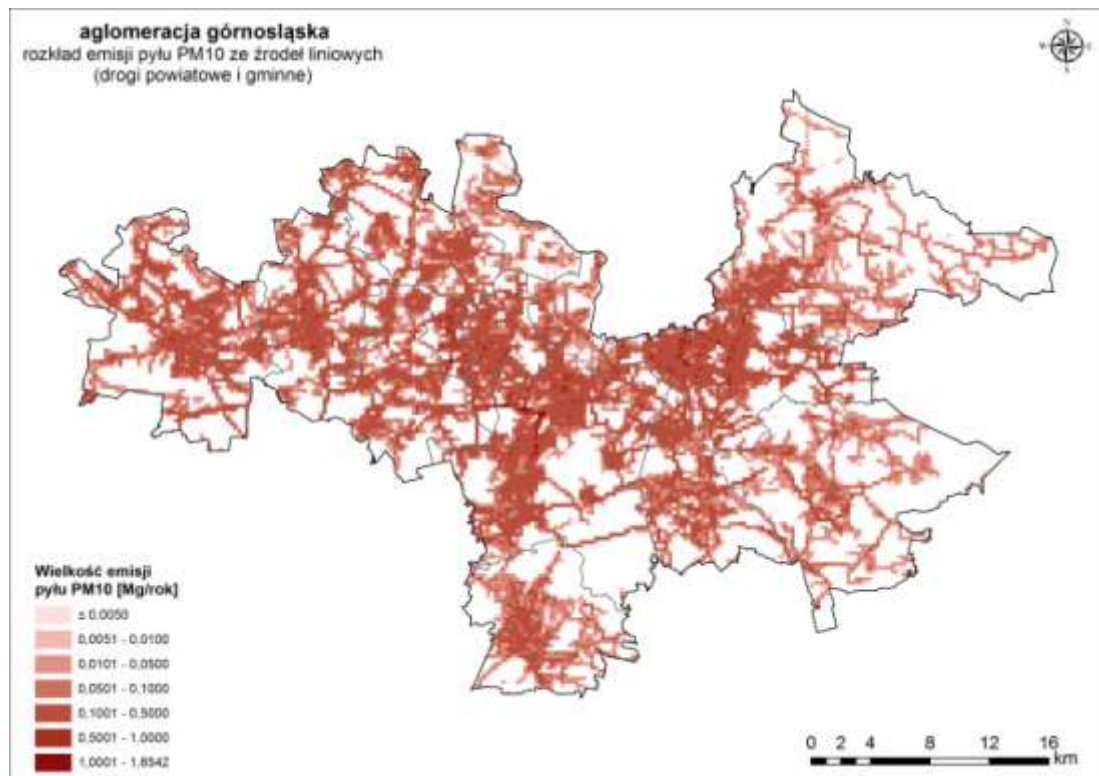 aglomeracja górnośląska
rozkład emisji pyłu PM10 ze źrodeł liniowych
(drogi powiatowe i gminne)
N
W
E
S
Wielkość emisji
pyłu PM10 [Mg/rok]
≤ 0,0050
0,0051 - 0,0100
0,0101 - 0,0500
0,0501 - 0,1000
0,1001 - 0,5000
0,5001 - 1,0000
1,0001 - 1,8542
0 2 4 8 12 16
km